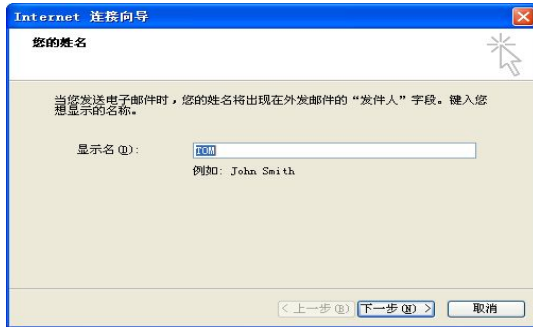 Internet 连接向导
您的姓名
当您发送电子邮件时，您的姓名将出现在外发邮件的“发件人”字段。键入您
想显示的名称。
显示名(D): TOM
例如: John Smith
< 上一步(B) 下一步(N) > 取消